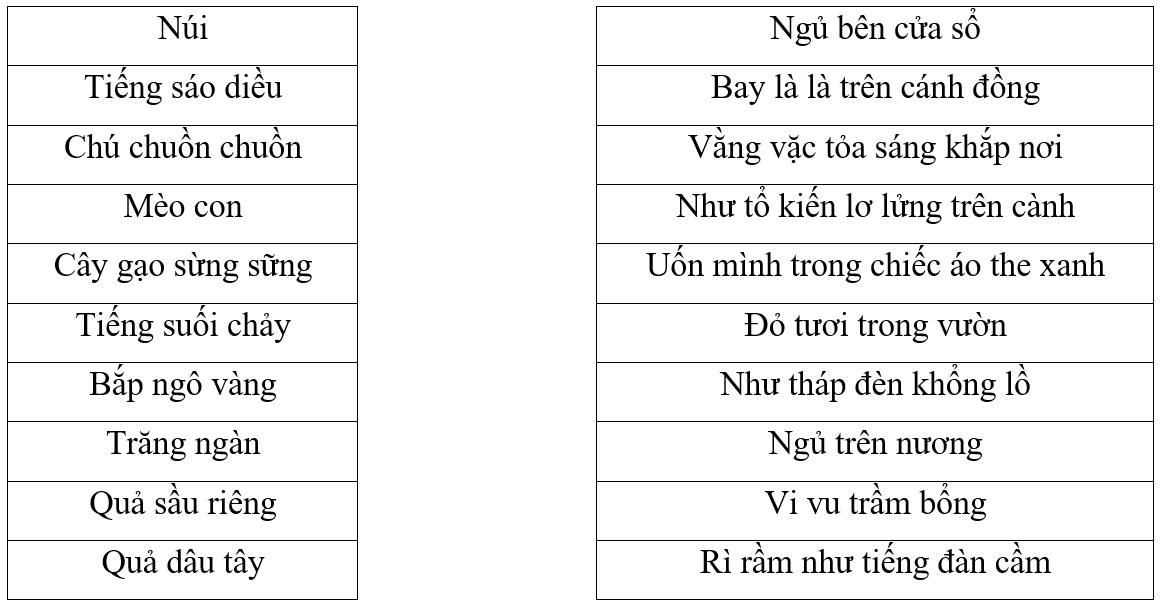 Núi
Tiếng sáo diều
Chú chuồn chuồn
Mèo con
Cây gạo sừng sững
Tiếng suối chảy
Bắp ngô vàng
Trăng ngàn
Quả sầu riêng
Quả dâu tây
Ngủ bên cửa sổ
Bay là là trên cánh đồng
Vằng vặc tỏa sáng khắp nơi
Như tổ kiến lơ lửng trên cành
Uốn mình trong chiếc áo the xanh
Đỏ tươi trong vườn
Như tháp đèn khổng lồ
Ngủ trên nương
Vi vu trầm bổng
Rì rầm như tiếng đàn cầm